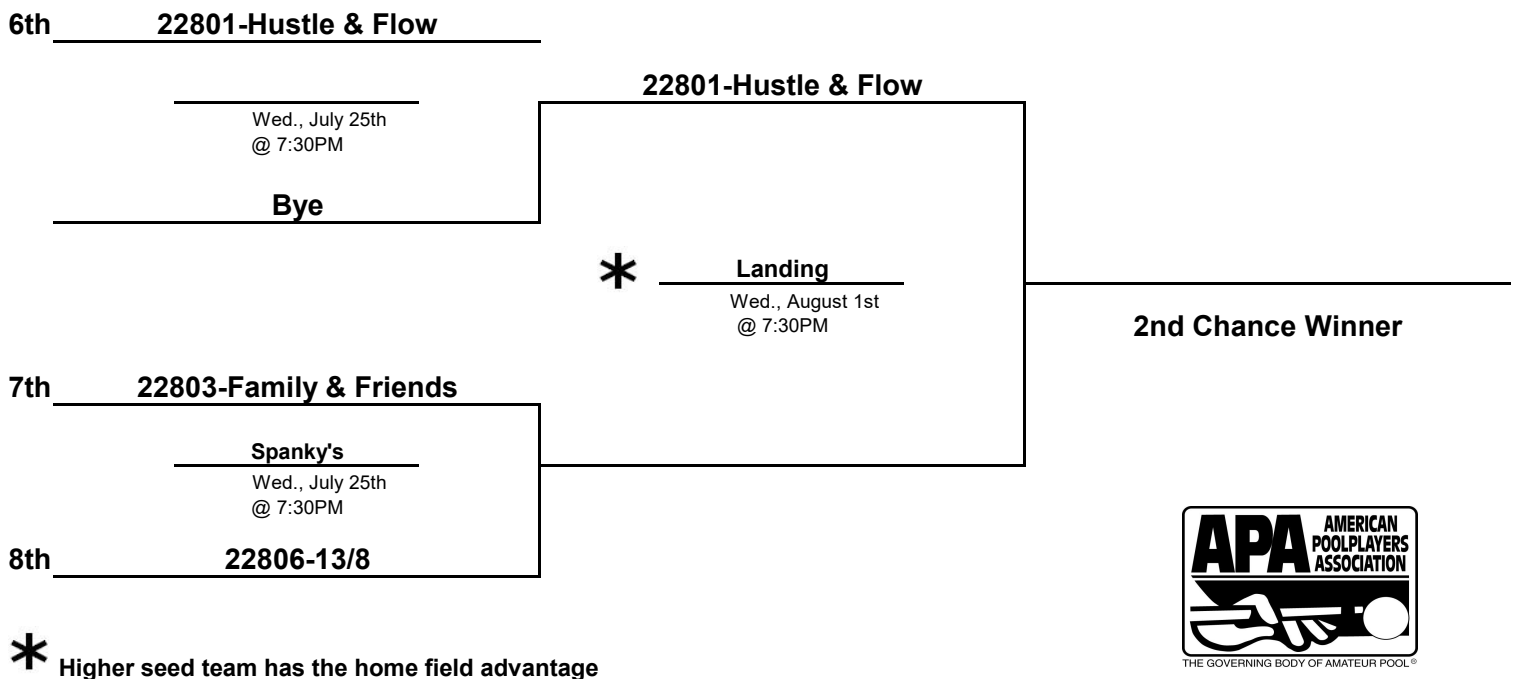 6th 22801-Hustle & Flow
22801-Hustle & Flow
Wed., July 25th
@ 7:30PM
Bye
* Landing
Wed., August 1st
@ 7:30PM
2nd Chance Winner
7th 22803-Family & Friends
Spanky's
Wed., July 25th
@ 7:30PM
8th 22806-13/8
* Higher seed team has the home field advantage
APA AMERICAN
POOLPLAYERS
ASSOCIATION
THE GOVERNING BODY OF AMATEUR POOL®